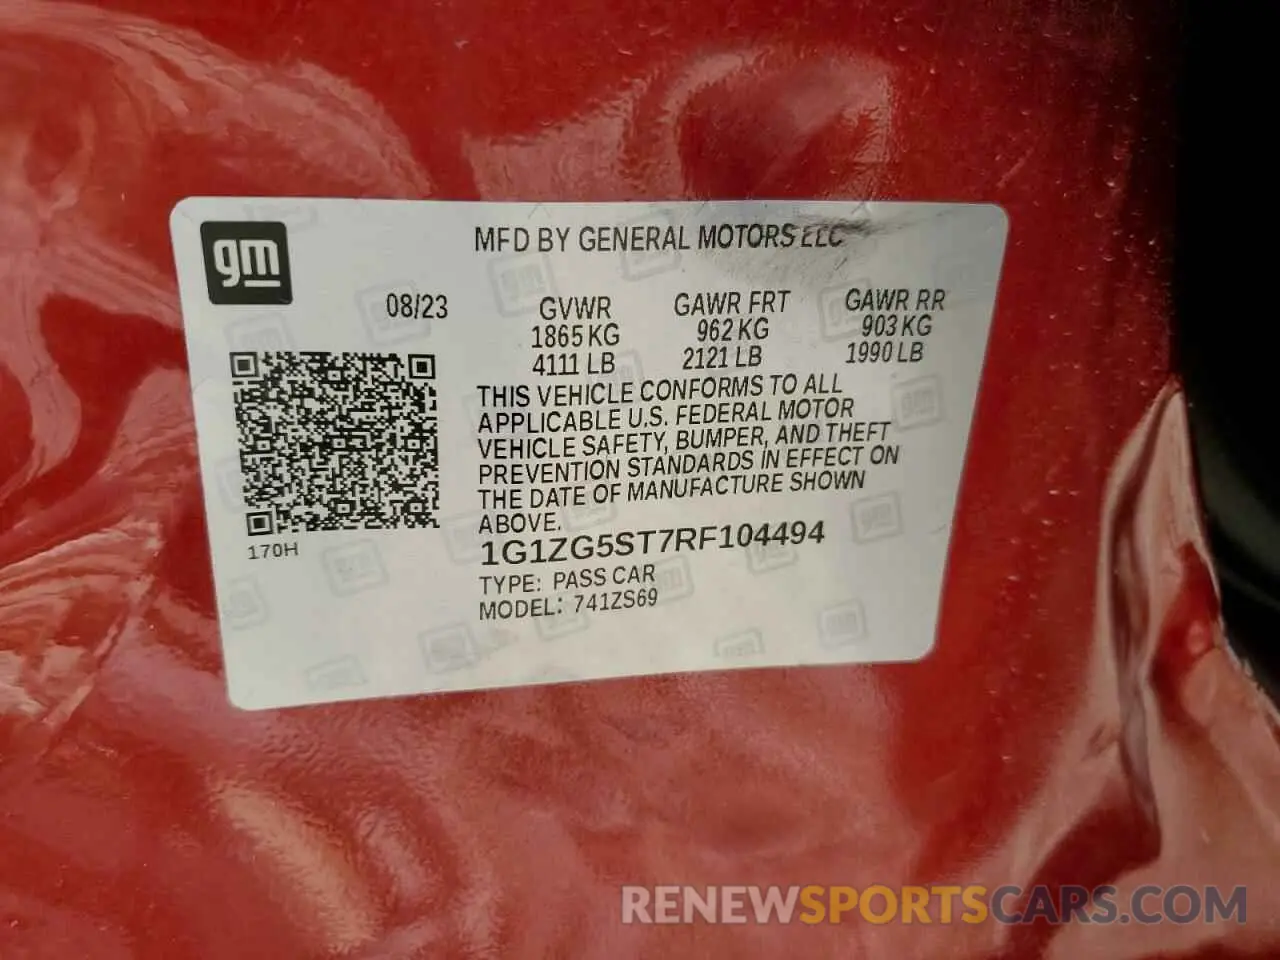 gm
MFD BY GENERAL MOTORS LLC
08/23
GVWR
1865 KG
4111 LB
GAWR FRT
962 KG
2121 LB
GAWR RR
903 KG
1990 LB
THIS VEHICLE CONFORMS TO ALL
APPLICABLE U.S. FEDERAL MOTOR
VEHICLE SAFETY, BUMPER, AND THEFT
PREVENTION STANDARDS IN EFFECT ON
THE DATE OF MANUFACTURE SHOWN
ABOVE.
170H
1G1ZG5ST7RF104494
TYPE: PASS CAR
MODEL: 741ZS69
RENEWSPORTSCARS.COM